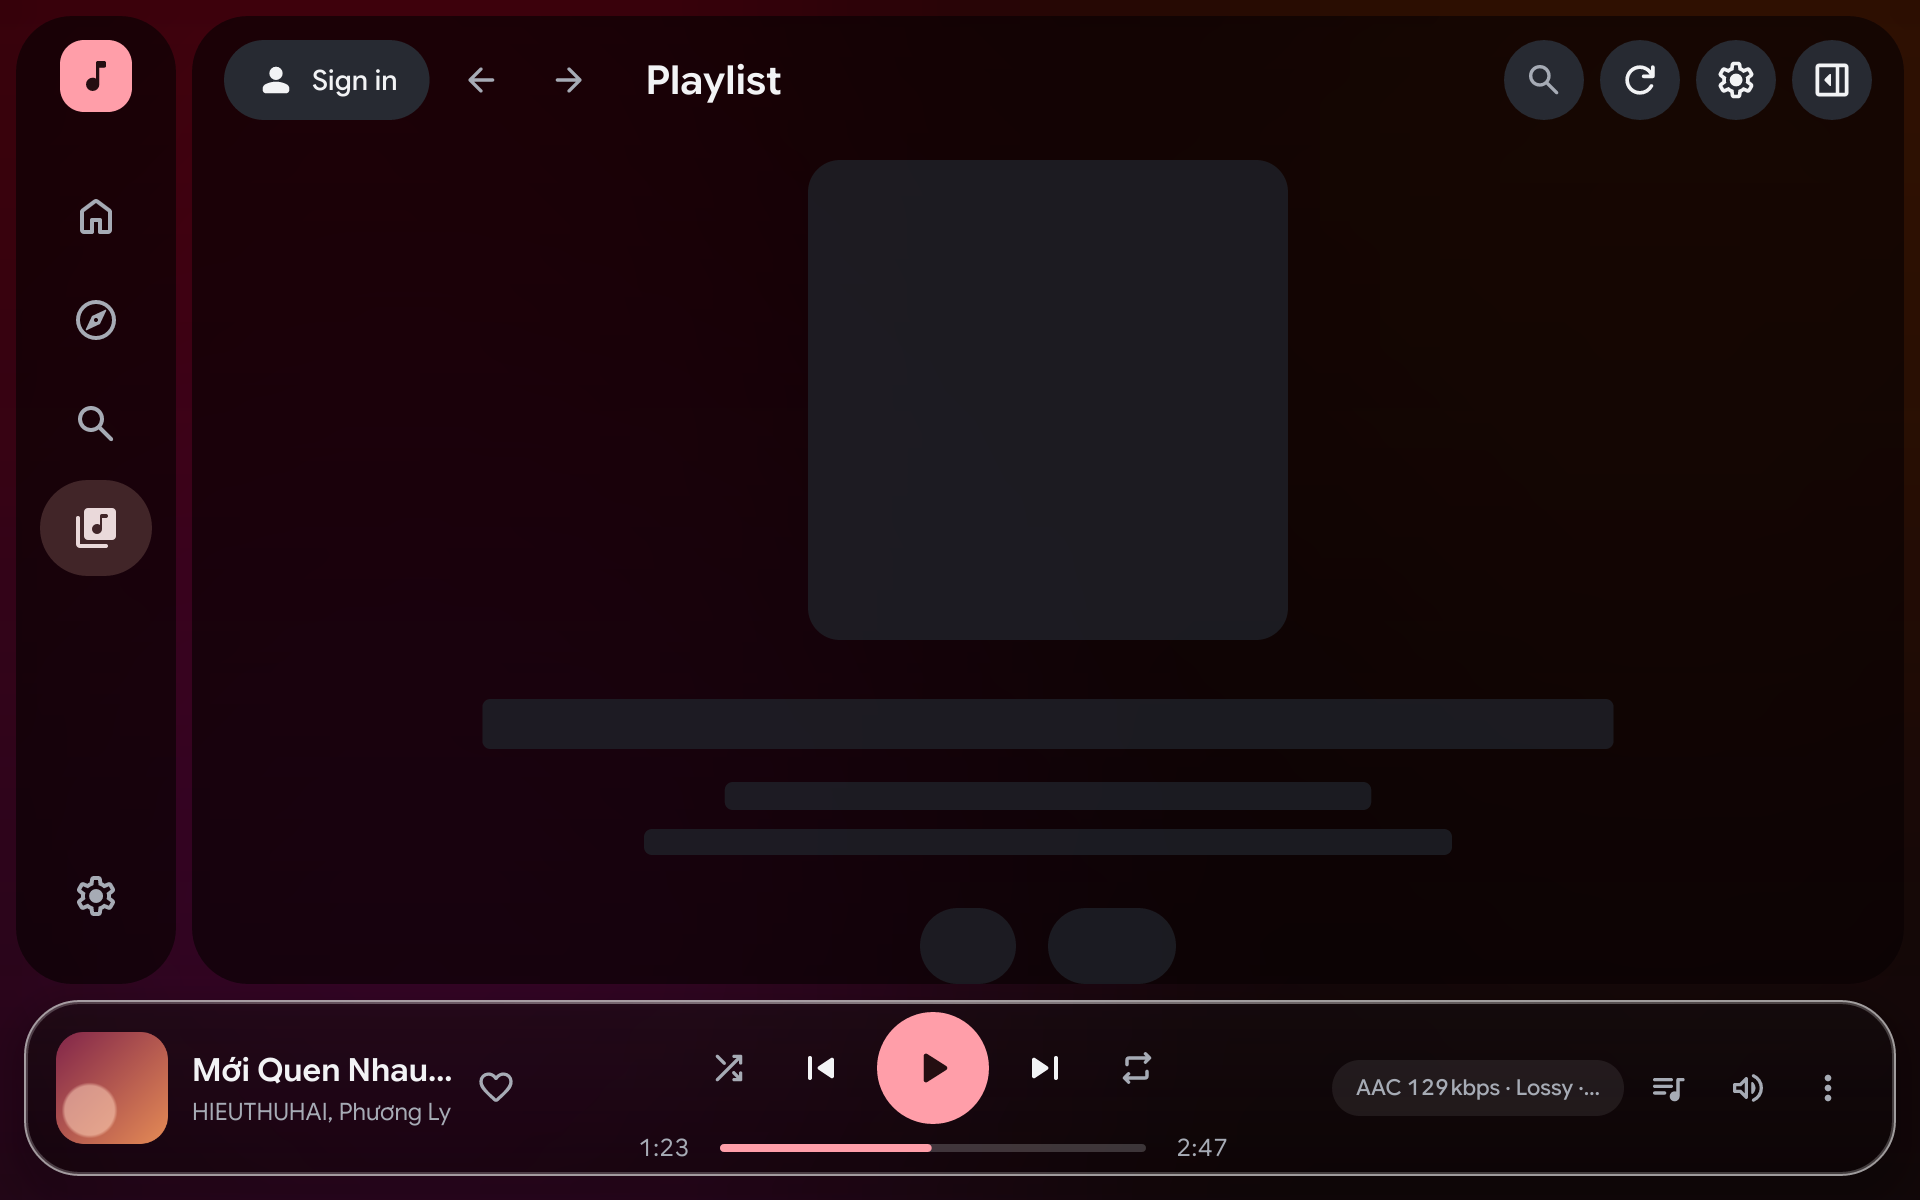 Sign in
Playlist
Mới Quen Nhau...
HIEUTHUHAI, Phương Ly
1:23
2:47
AAC 129kbps · Lossy ·...